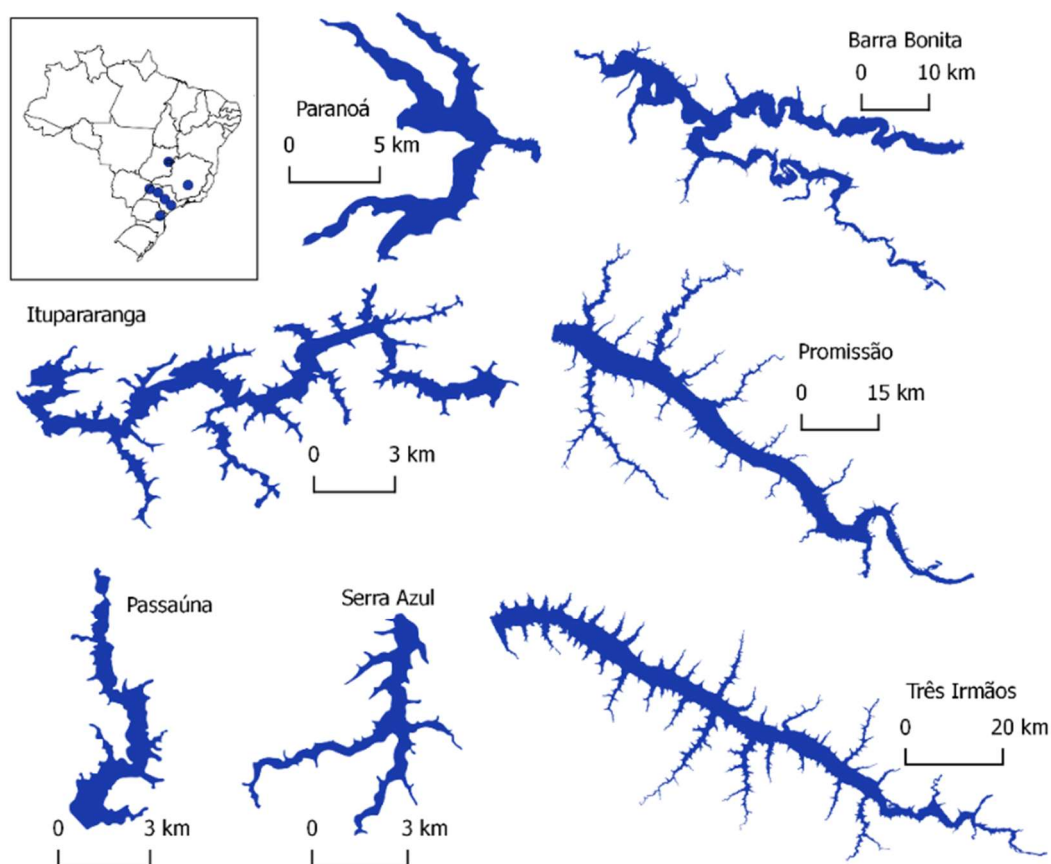 Paranoá
0 5 km
Barra Bonita
0 10 km
Itupararanga
0 3 km
Promissão
0 15 km
Passaúna
0 3 km
Serra Azul
0 3 km
Três Irmãos
0 20 km